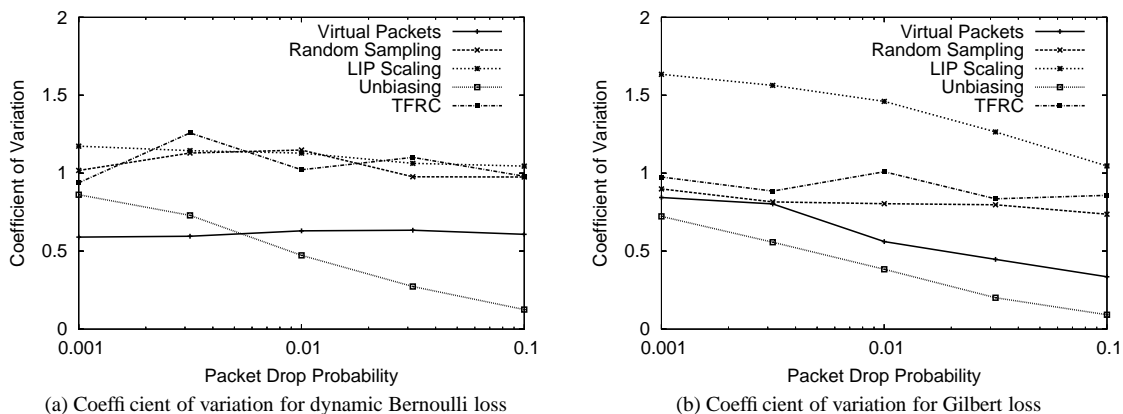 2
1.5
1
0.5
0
0.001
0.01
0.1
Coefficient of Variation
Packet Drop Probability
Virtual Packets
Random Sampling
LIP Scaling
Unbiasing
TFRC
(a) Coeffi cient of variation for dynamic Bernoulli loss
2
1.5
1
0.5
0
0.001
0.01
0.1
Coefficient of Variation
Packet Drop Probability
Virtual Packets
Random Sampling
LIP Scaling
Unbiasing
TFRC
(b) Coeffi cient of variation for Gilbert loss